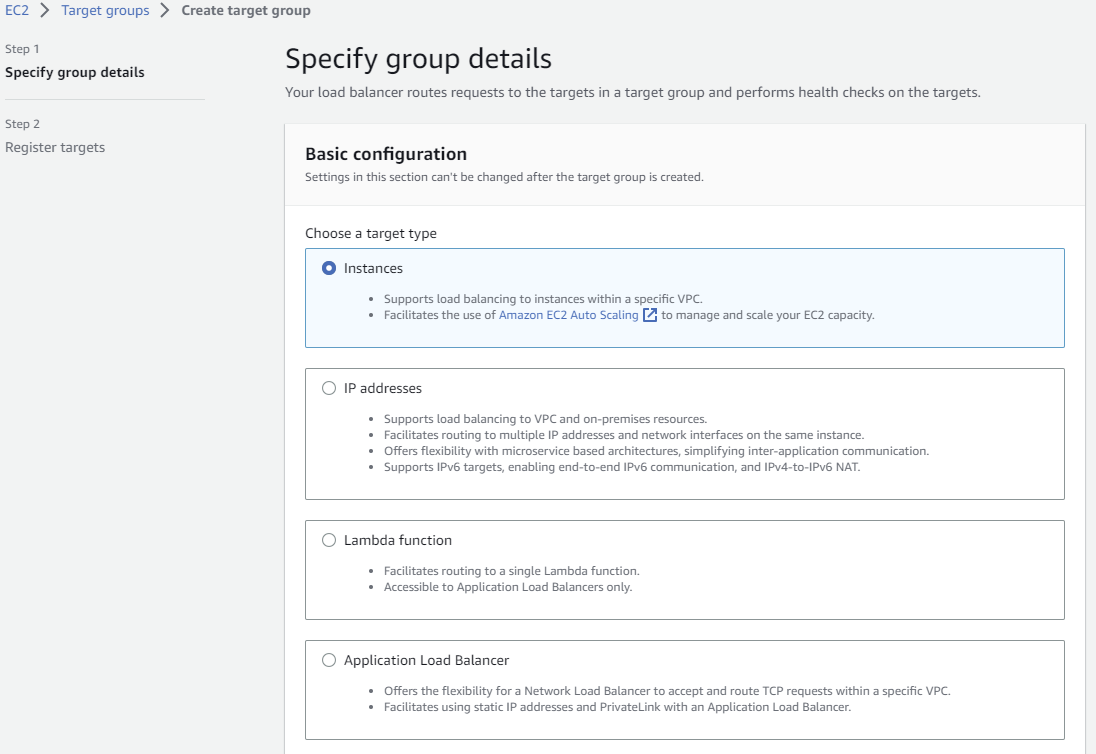 EC2 > Target groups > Create target group
Step 1
Specify group details
Step 2
Register targets
Specify group details
Your load balancer routes requests to the targets in a target group and performs health checks on the targets.
Basic configuration
Settings in this section can't be changed after the target group is created.
Choose a target type
Instances
• Supports load balancing to instances within a specific VPC.
• Facilitates the use of Amazon EC2 Auto Scaling to manage and scale your EC2 capacity.
IP addresses
• Supports load balancing to VPC and on-premises resources.
• Facilitates routing to multiple IP addresses and network interfaces on the same instance.
• Offers flexibility with microservice based architectures, simplifying inter-application communication.
• Supports IPv6 targets, enabling end-to-end IPv6 communication, and IPv4-to-IPv6 NAT.
Lambda function
• Facilitates routing to a single Lambda function.
• Accessible to Application Load Balancers only.
Application Load Balancer
• Offers the flexibility for a Network Load Balancer to accept and route TCP requests within a specific VPC.
• Facilitates using static IP addresses and PrivateLink with an Application Load Balancer.